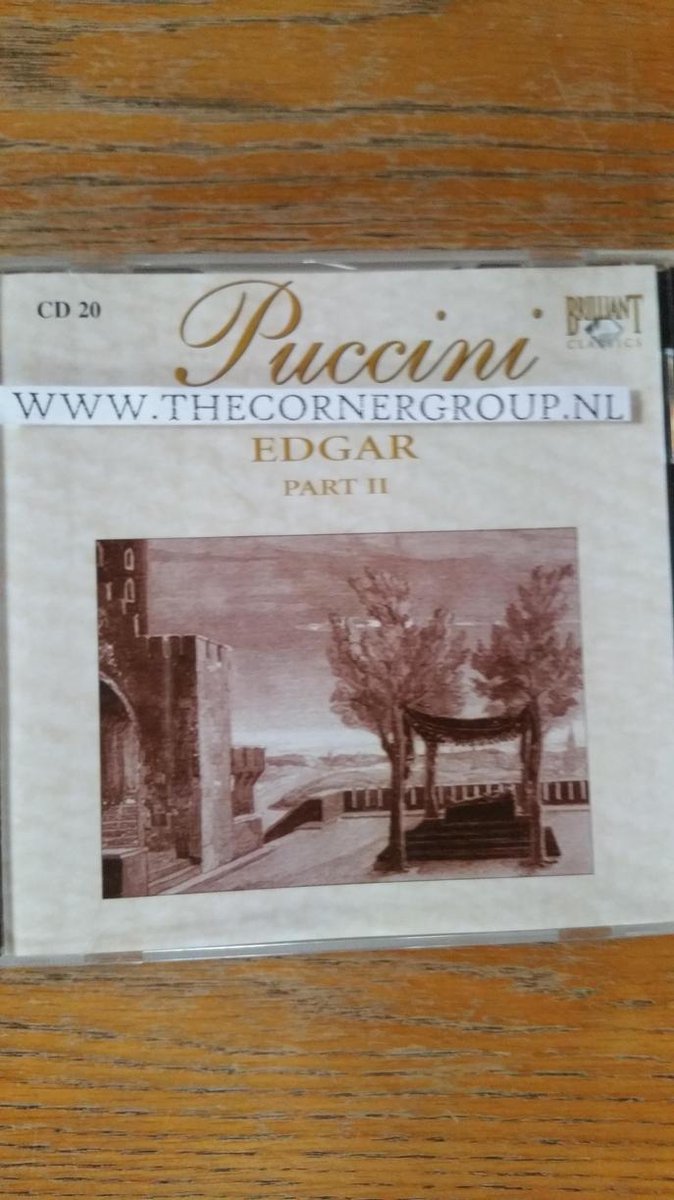 CD 20
Puccini
BRILLIANT
CLASSICS
WWW.THECORNERGROUP.NL
EDGAR
PART II